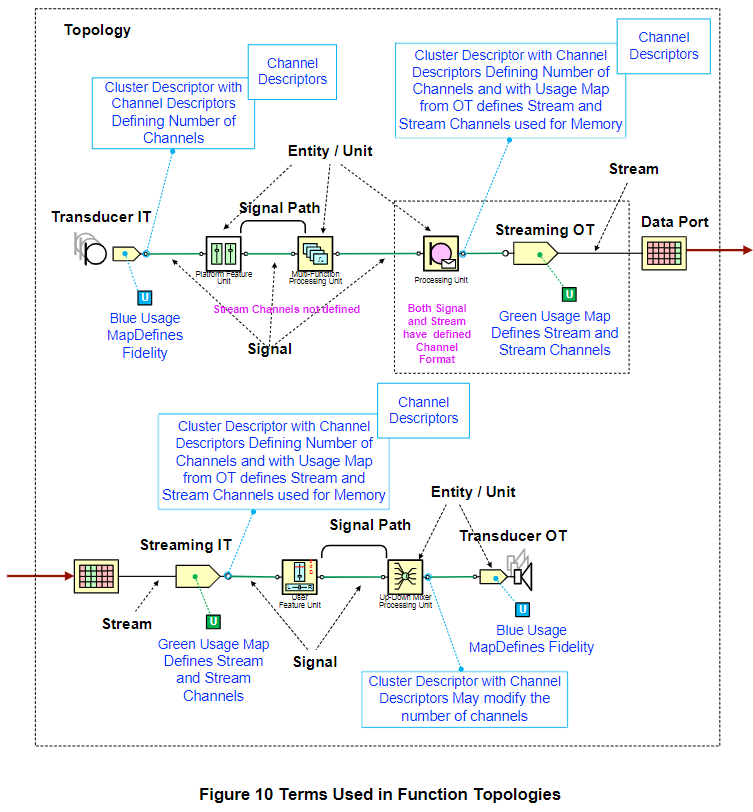 Topology
Channel
Descriptors
Cluster Descriptor with
Channel Descriptors
Defining Number of
Channels
Channel
Descriptors
Cluster Descriptor with Channel
Descriptors Defining Number of
Channels and with Usage Map
from OT defines Stream and
Stream Channels used for Memory
Entity / Unit
Stream
Transducer IT
Signal Path
Streaming OT
Data Port
Platform Feature
Unit
Multi-Function
Processing Unit
Processing Unit
U
Blue Usage
MapDefines
Fidelity
Stream Channels not defined
Signal
Both Signal
and Stream
have defined
Channel
Format
U
Green Usage Map
Defines Stream and
Stream Channels
Channel
Descriptors
Cluster Descriptor with Channel
Descriptors Defining Number of
Channels and with Usage Map
from OT defines Stream and
Stream Channels used for Memory
Entity / Unit
Signal Path
Streaming IT
Transducer OT
User
Feature Unit
Up-Down Mixer
Processing Unit
Stream
U
Green Usage Map
Defines Stream
and Stream
Channels
Signal
U
Blue Usage
MapDefines Fidelity
Cluster Descriptor with Channel
Descriptors May modify the
number of channels
Figure 10 Terms Used in Function Topologies